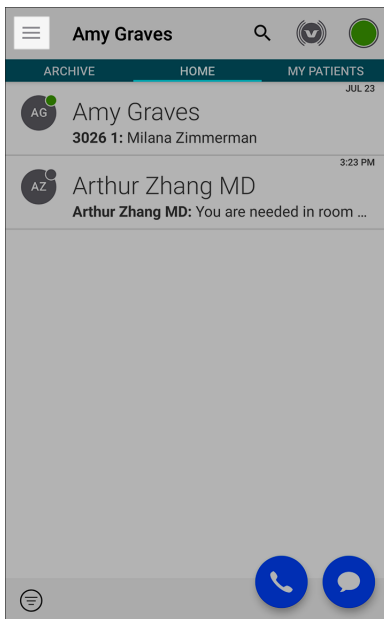 Amy Graves
ARCHIVE HOME MY PATIENTS
JUL 23
AG Amy Graves
3026 1: Milana Zimmerman
3:23 PM
AZ Arthur Zhang MD
Arthur Zhang MD: You are needed in room ...